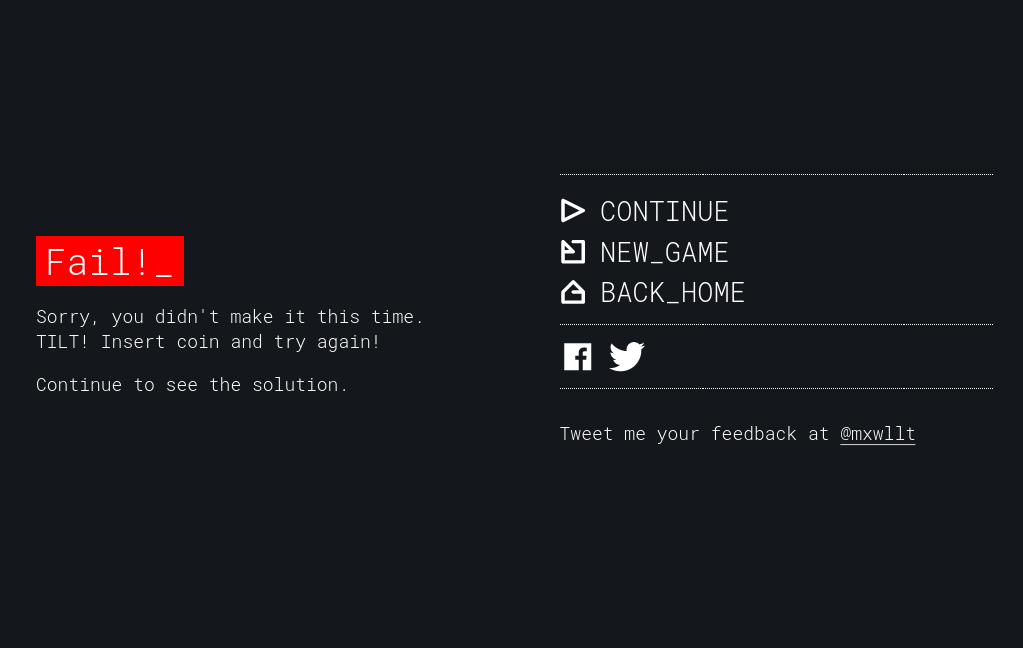 Fail!_
Sorry, you didn't make it this time.
TILT! Insert coin and try again!
Continue to see the solution.
CONTINUE
NEW_GAME
BACK_HOME
Tweet me your feedback at @mxwllt